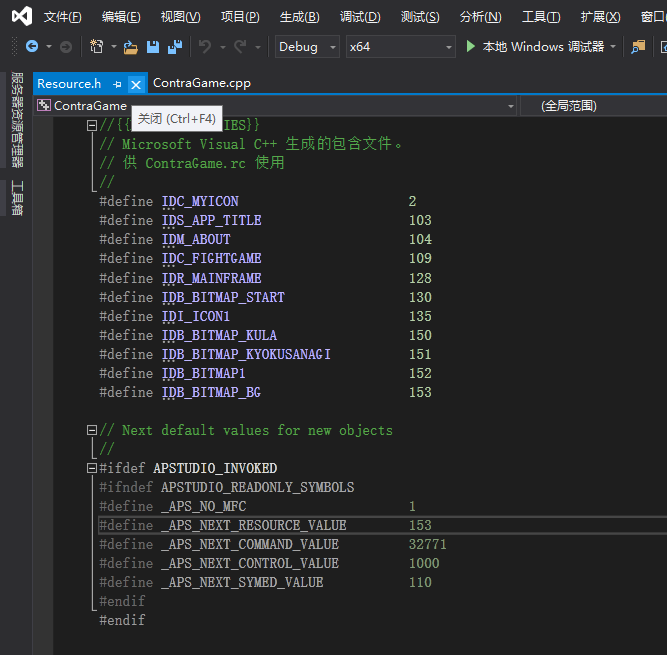 文件(F) 编辑(E) 视图(V) 项目(P) 生成(B) 调试(D) 测试(S) 分析(N) 工具(T) 扩展(X) 窗口
Debug x64 本地 Windows 调试器
服务器资源管理器
工具箱
Resource.h ContraGame.cpp
ContraGame (全局范围)
关闭 (Ctrl+F4)
//{{ IES}}
// Microsoft Visual C++ 生成的包含文件。
// 供 ContraGame.rc 使用
//
#define IDC_MYICON 2
#define IDS_APP_TITLE 103
#define IDM_ABOUT 104
#define IDC_FIGHTGAME 109
#define IDR_MAINFRAME 128
#define IDB_BITMAP_START 130
#define IDI_ICON1 135
#define IDB_BITMAP_KULA 150
#define IDB_BITMAP_KYOKUSANAGI 151
#define IDB_BITMAP1 152
#define IDB_BITMAP_BG 153
// Next default values for new objects
//
#ifdef APSTUDIO_INVOKED
#ifndef APSTUDIO_READONLY_SYMBOLS
#define _APS_NO_MFC 1
#define _APS_NEXT_RESOURCE_VALUE 153
#define _APS_NEXT_COMMAND_VALUE 32771
#define _APS_NEXT_CONTROL_VALUE 1000
#define _APS_NEXT_SYMED_VALUE 110
#endif
#endif